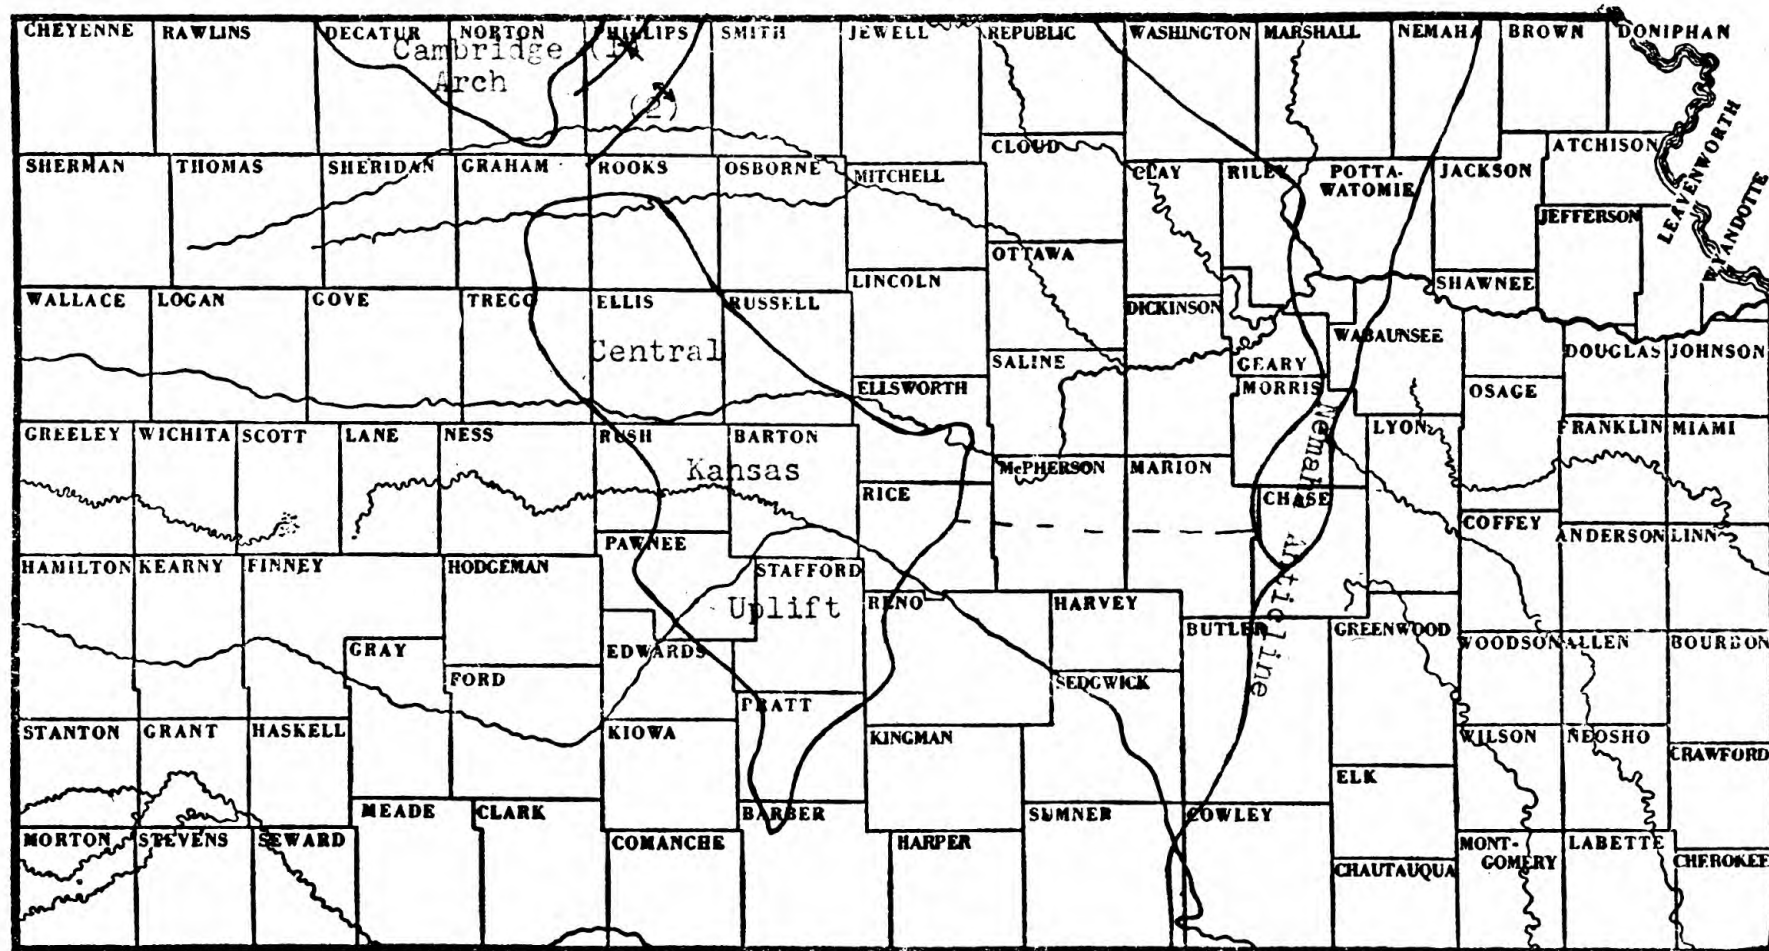 CHEYENNE RAWLINS DECATUR NORTON PHILLIPS SMITH JEWELL REPUBLIC WASHINGTON MARSHALL NEMAHA BROWN DONIPHAN
Cambridge (1)
Arch
(2)
CLOUD ATCHISON LEAVENWORTH
SHERMAN THOMAS SHERIDAN GRAHAM ROOKS OSBORNE MITCHELL CLAY RILEY POTTA-
WATOMIE JACKSON WYANDOTTE
JEFFERSON
OTTAWA
LINCOLN SHAWNEE
WALLACE LOGAN GOVE TREGO ELLIS RUSSELL DICKINSON
WABAUNSEE
Central SALINE GEARY DOUGLAS JOHNSON
ELLSWORTH MORRIS OSAGE
GREELEY WICHITA SCOTT LANE NESS RUSH BARTON LYON FRANKLIN MIAMI
Kansas McPHERSON MARION
RICE CHASE
Nemaha Anticline
COFFEY ANDERSON LINN
PAWNEE
HAMILTON KEARNY FINNEY HODGEMAN STAFFORD
Uplift RENO HARVEY
BUTLER GREENWOOD
GRAY EDWARDS WOODSON ALLEN BOURBON
FORD SEDGWICK
PRATT
STANTON GRANT HASKELL KIOWA KINGMAN WILSON NEOSHO
CRAWFORD
ELK
MEADE CLARK BARBER SUMNER COWLEY
MORTON STEVENS SEWARD COMANCHE HARPER MONT-
GOMERY LABETTE
CHAUTAUQUA CHEROKEE